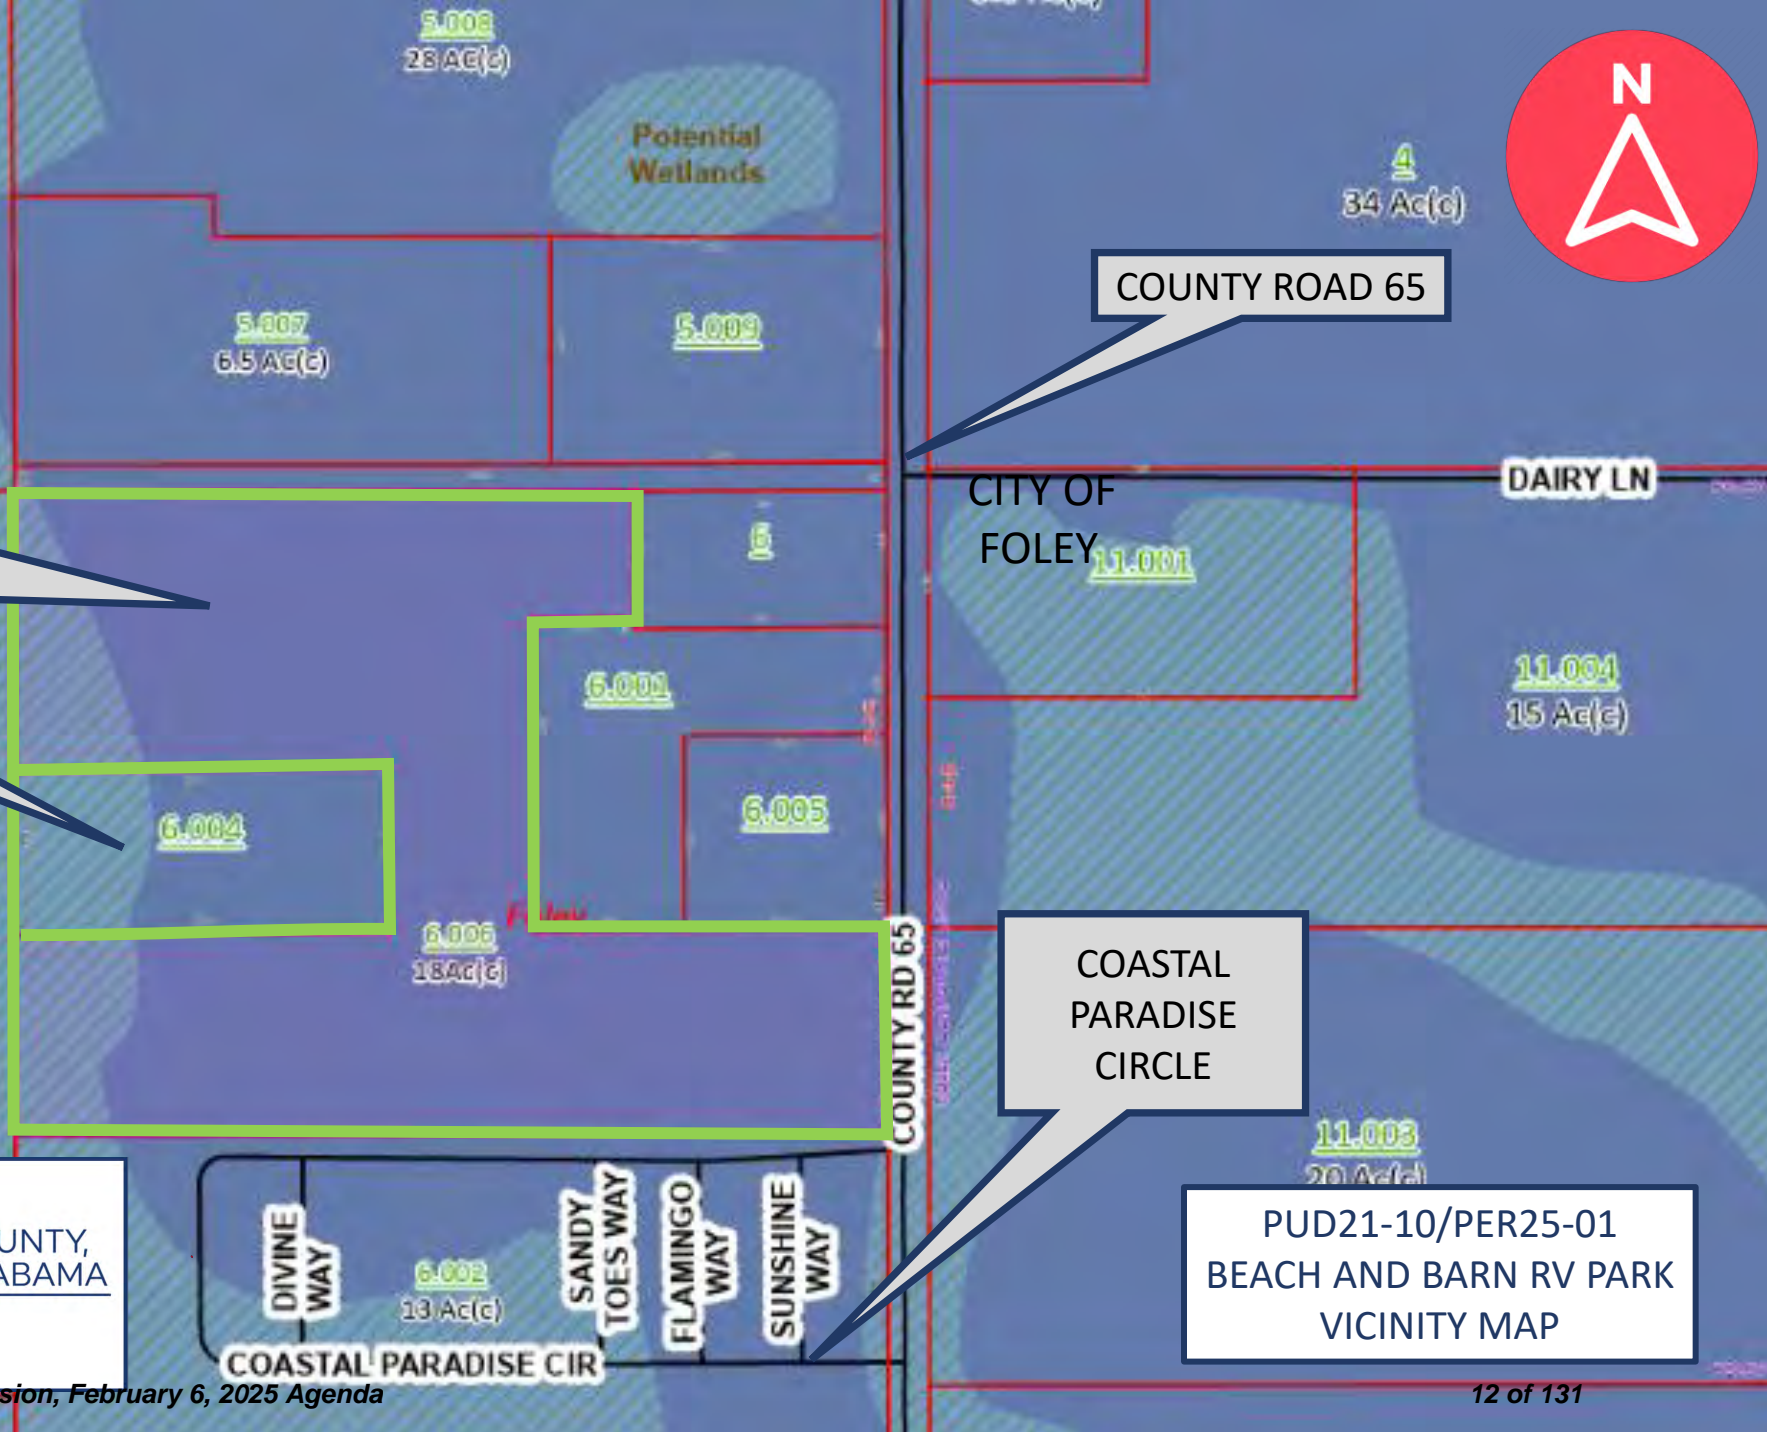 5.008
28 AC(c)
Potential
Wetlands
N
4
34 Ac(c)
COUNTY ROAD 65
5.007
6.5 AC(c)
5.009
DAIRY LN
CITY OF
FOLEY
11.001
6
6.001
11.004
15 Ac(c)
6.005
6.004
Foley
6.006
18Ac(c)
COUNTY RD 65
COASTAL
PARADISE
CIRCLE
11.003
20 Ac(c)
DIVINE
WAY
SANDY
TOES WAY
FLAMINGO
WAY
SUNSHINE
WAY
6.002
13 Ac(c)
COASTAL PARADISE CIR
UNTY,
ABAMA
PUD21-10/PER25-01
BEACH AND BARN RV PARK
VICINITY MAP
sion, February 6, 2025 Agenda
12 of 131